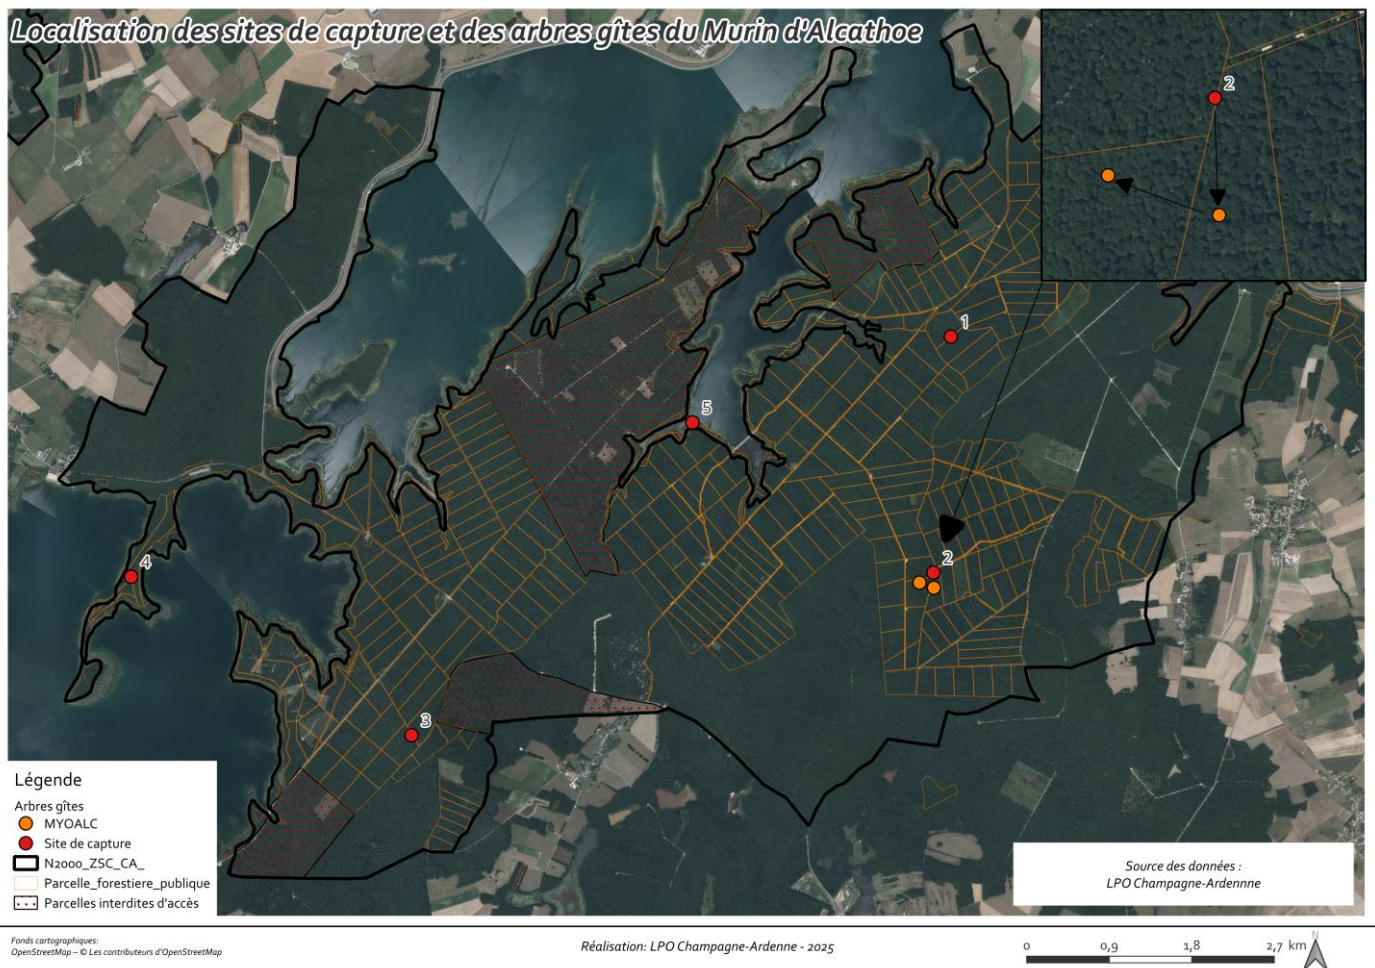 Localisation des sites de capture et des arbres gîtes du Murin d'Alcathoe
2
1
5
2
4
3
Légende
Arbres gîtes
MYOALC
Site de capture
N2000_ZSC_CA_
Parcelle_forestiere_publique
Parcelles interdites d'accès
Source des données :
LPO Champagne-Ardennne
Fonds cartographiques:
OpenStreetMap – © Les contributeurs d'OpenStreetMap
Réalisation: LPO Champagne-Ardenne - 2025
0 0,9 1,8 2,7 km
N